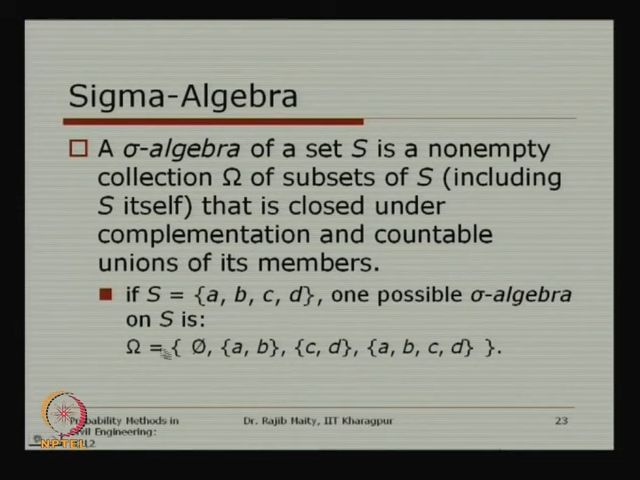 Sigma-Algebra
A σ-algebra of a set S is a nonempty
collection Ω of subsets of S (including
S itself) that is closed under
complementation and countable
unions of its members.
if S = {a, b, c, d}, one possible σ-algebra
on S is:
Ω = { Ø, {a, b}, {c, d}, {a, b, c, d} }.
Probability Methods in
Civil Engineering:
Dr. Rajib Maity, IIT Kharagpur
23
NPTEL